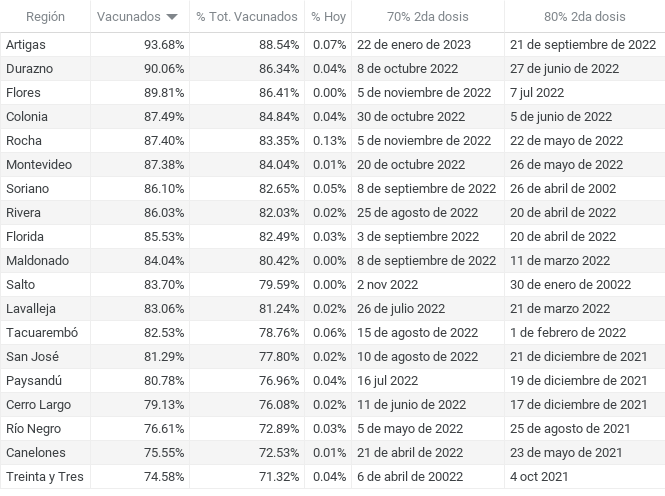 Región Vacunados % Tot. Vacunados % Hoy 70% 2da dosis 80% 2da dosis
Artigas 93.68% 88.54% 0.07% 22 de enero de 2023 21 de septiembre de 2022
Durazno 90.06% 86.34% 0.04% 8 de octubre de 2022 27 de junio de 2022
Flores 89.81% 86.41% 0.00% 5 de noviembre de 2022 7 jul 2022
Colonia 87.49% 84.84% 0.04% 30 de octubre de 2022 5 de junio de 2022
Rocha 87.40% 83.35% 0.13% 5 de noviembre de 2022 22 de mayo de 2022
Montevideo 87.38% 84.04% 0.01% 20 de octubre de 2022 26 de mayo de 2022
Soriano 86.10% 82.65% 0.05% 8 de septiembre de 2022 26 de abril de 2002
Rivera 86.03% 82.03% 0.02% 25 de agosto de 2022 20 de abril de 2022
Florida 85.53% 82.49% 0.03% 3 de septiembre de 2022 20 de abril de 2022
Maldonado 84.04% 80.42% 0.00% 8 de septiembre de 2022 11 de marzo de 2022
Salto 83.70% 79.59% 0.00% 2 nov 2022 30 de enero de 20022
Lavalleja 83.06% 81.24% 0.02% 26 de julio de 2022 21 de marzo de 2022
Tacuarembó 82.53% 78.76% 0.06% 15 de agosto de 2022 1 de febrero de 2022
San José 81.29% 77.80% 0.02% 10 de agosto de 2022 21 de diciembre de 2021
Paysandú 80.78% 76.96% 0.04% 16 jul 2022 19 de diciembre de 2021
Cerro Largo 79.13% 76.08% 0.02% 11 de junio de 2022 17 de diciembre de 2021
Río Negro 76.61% 72.89% 0.03% 5 de mayo de 2022 25 de agosto de 2021
Canelones 75.55% 72.53% 0.01% 21 de abril de 2022 23 de mayo de 2021
Treinta y Tres 74.58% 71.32% 0.04% 6 de abril de 20022 4 oct 2021